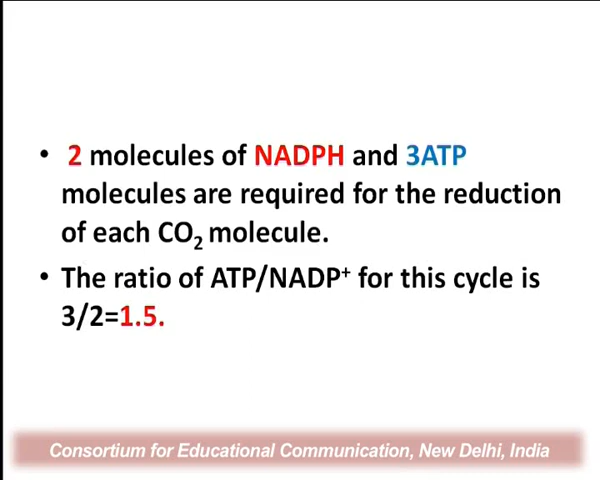 • 2 molecules of NADPH and 3ATP
molecules are required for the reduction
of each CO₂ molecule.
• The ratio of ATP/NADP⁺ for this cycle is
3/2=1.5.
Consortium for Educational Communication, New Delhi, India